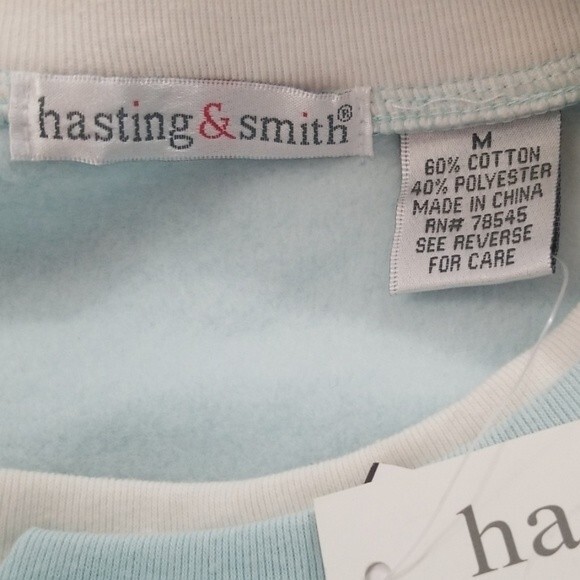 hasting&smith®
M
60% COTTON
40% POLYESTER
MADE IN CHINA
RN# 78545
SEE REVERSE
FOR CARE
ha